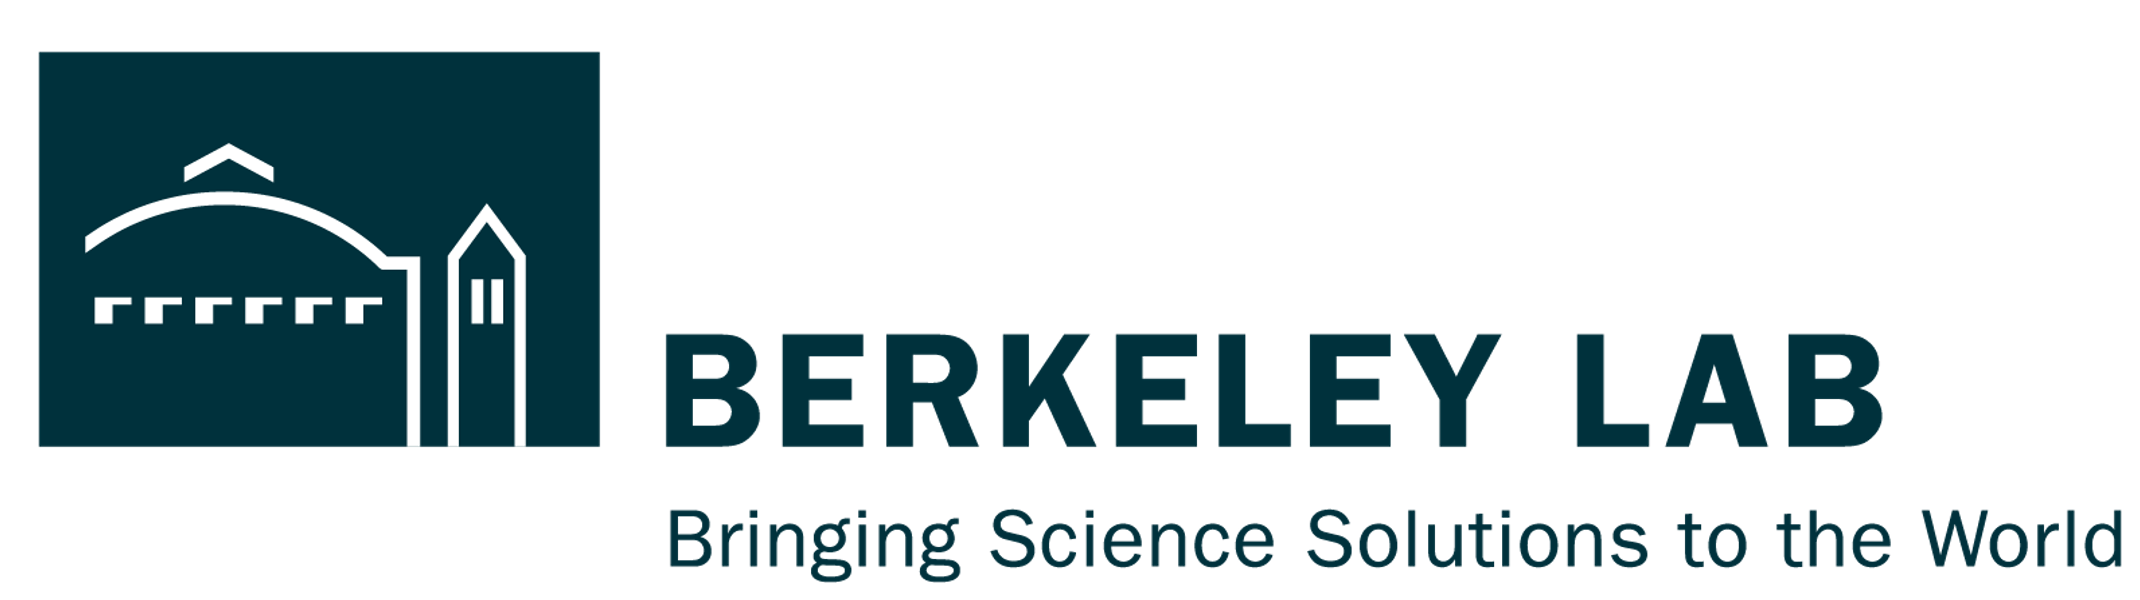 BERKELEY LAB
Bringing Science Solutions to the World